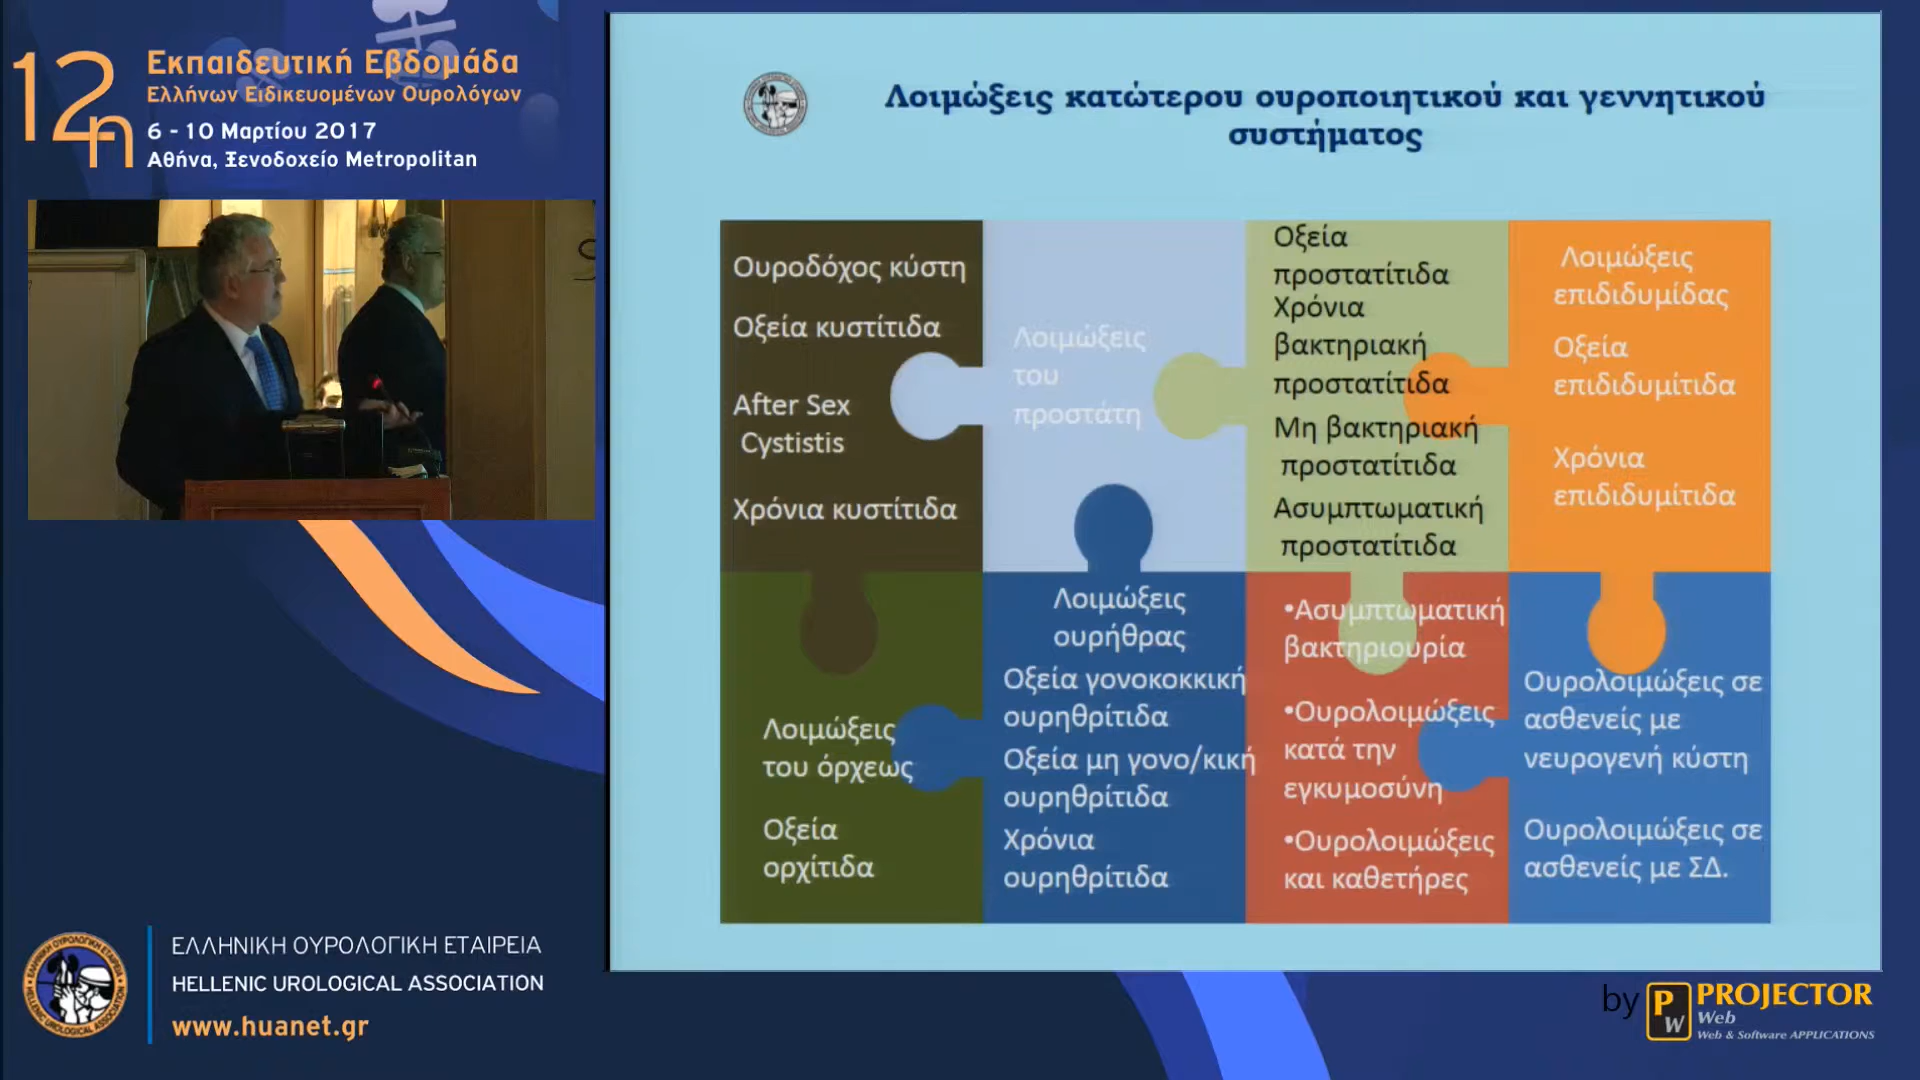 12η
Εκπαιδευτική Εβδομάδα
Ελλήνων Ειδικευομένων Ουρολόγων
6 - 10 Μαρτίου 2017
Αθήνα, Ξενοδοχείο Metropolitan
Λοιμώξεις κατώτερου ουροποιητικού και γεννητικού
συστήματος
Ουροδόχος κύστη
Οξεία κυστίτιδα
After Sex
Cystistis
Χρόνια κυστίτιδα
Λοιμώξεις
του
προστάτη
Οξεία
προστατίτιδα
Χρόνια
βακτηριακή
προστατίτιδα
Μη βακτηριακή
προστατίτιδα
Ασυμπτωματική
προστατίτιδα
Λοιμώξεις
επιδιδυμίδας
Οξεία
επιδιδυμίτιδα
Χρόνια
επιδιδυμίτιδα
Λοιμώξεις
του όρχεως
Οξεία
ορχίτιδα
Λοιμώξεις
ουρήθρας
Οξεία γονοκοκκική
ουρηθρίτιδα
Οξεία μη γονο/κική
ουρηθρίτιδα
Χρόνια
ουρηθρίτιδα
•Ασυμπτωματική
βακτηριουρία
•Ουρολοιμώξεις
κατά την
εγκυμοσύνη
•Ουρολοιμώξεις
και καθετήρες
Ουρολοιμώξεις σε
ασθενείς με
νευρογενή κύστη
Ουρολοιμώξεις σε
ασθενείς με ΣΔ.
ΕΛΛΗΝΙΚΗ ΟΥΡΟΛΟΓΙΚΗ ΕΤΑΙΡΕΙΑ
HELLENIC UROLOGICAL ASSOCIATION
www.huanet.gr
by PW PROJECTOR
Web
Web & Software APPLICATIONS